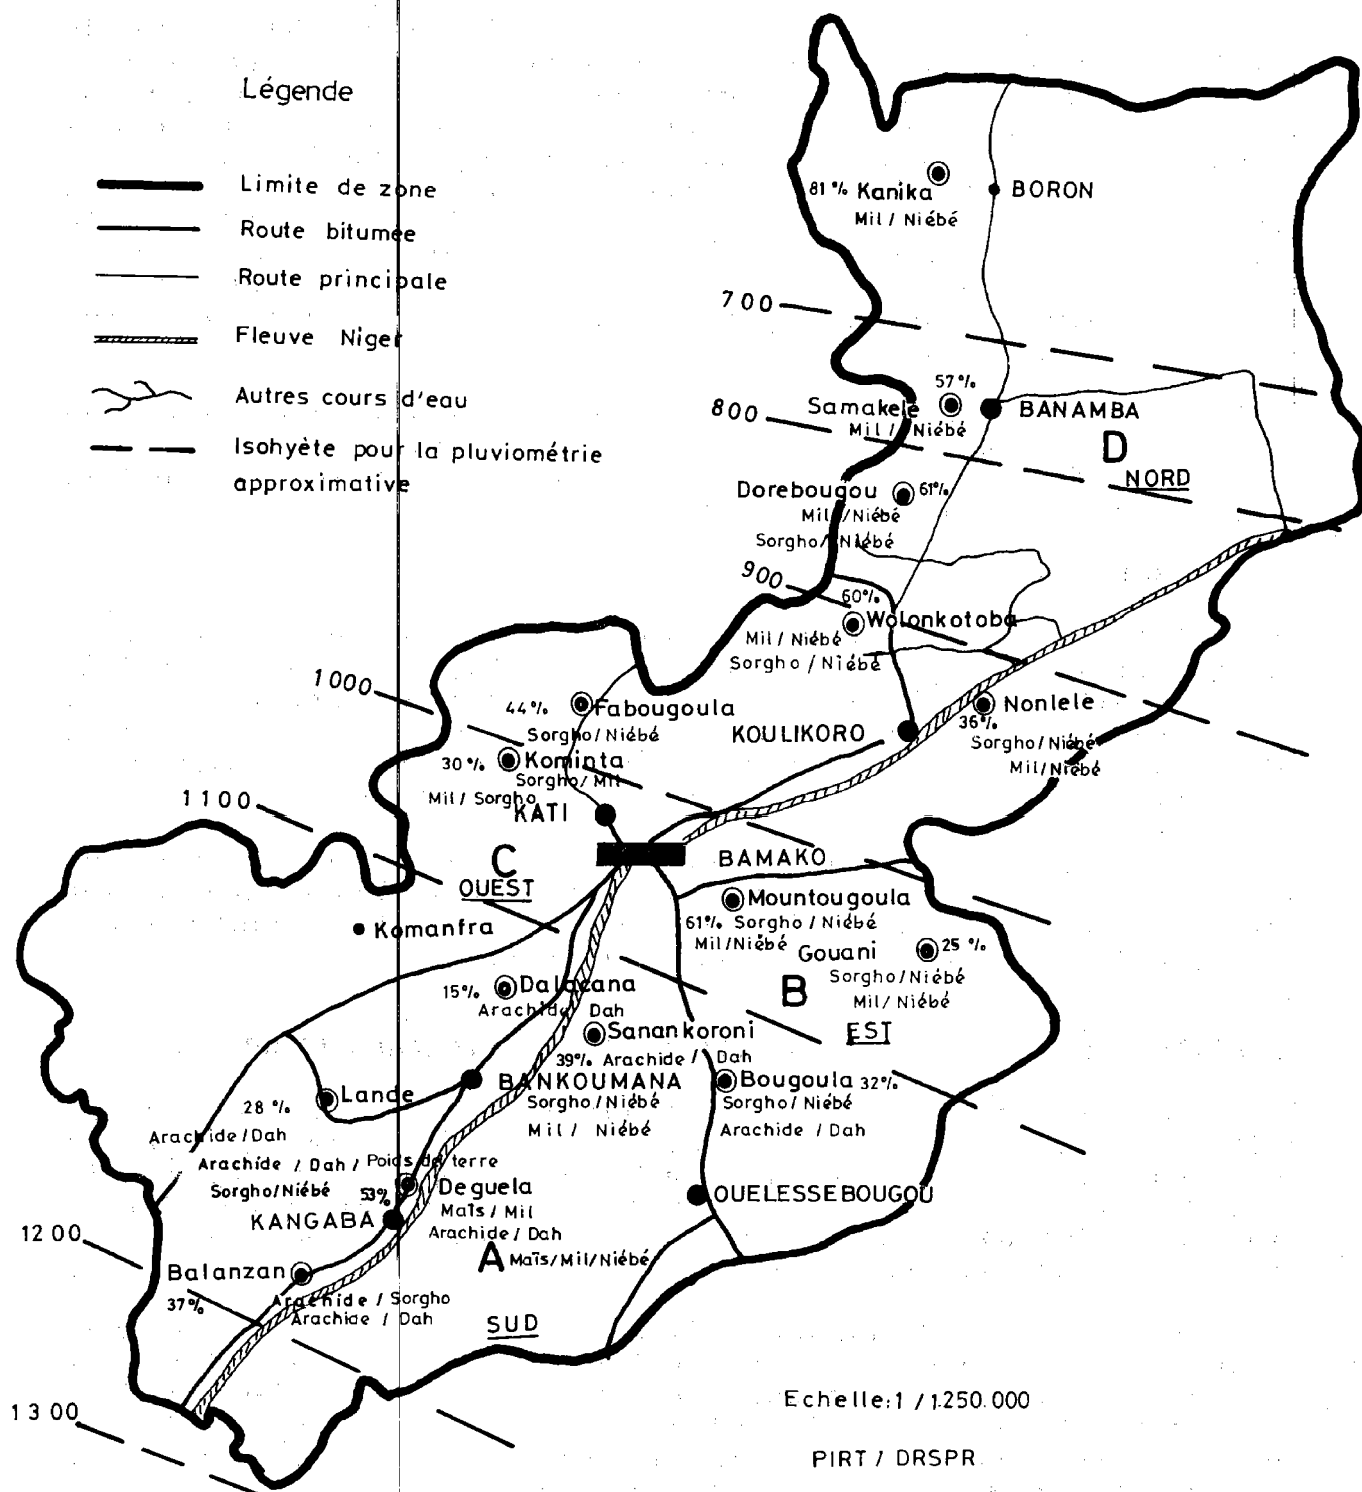 Légende
Limite de zone
Route bitumée
Route principale
Fleuve Niger
Autres cours d'eau
Isohyète pour la pluviométrie
approximative
81 % Kanika
Mil / Niébé
BORON
700
57 %
Samakele
Mil / Niébé
BANAMBA
800
D
NORD
Dorebougou 61%
Mil / Niébé
Sorgho / Niébé
900
60%
Wolonkotoba
Mil / Niébé
Sorgho / Niébé
1000
44 % Fabougoula
Sorgho / Niébé
Nonlele
36%
Sorgho / Niébé
Mil / Niébé
KOULIKORO
30 % Kominta
Sorgho / Mil
Mil / Sorgho
KATI
1100
C
OUEST
BAMAKO
Mountougoula
61% Sorgho / Niébé
Mil / Niébé
Gouani 25 %
Sorgho / Niébé
Mil / Niébé
Komanfra
B
EST
15% Dalacana
Arachide / Dah
Sanankoroni
39% Arachide / Dah
BANKOUMANA
Sorgho / Niébé
Mil / Niébé
Bougoula 32%
Sorgho / Niébé
Arachide / Dah
28 % Lande
Arachide / Dah
Arachide / Dah / Poids de terre
Sorgho/Niébé 53%
Deguela
Maïs / Mil
Arachide / Dah
A Maïs/Mil/Niébé
KANGABA
OUELESSEBOUGOU
1200
Balanzan
37%
Arachide / Sorgho
Arachide / Dah
SUD
1300
Echelle: 1 / 1.250.000
PIRT / DRSPR